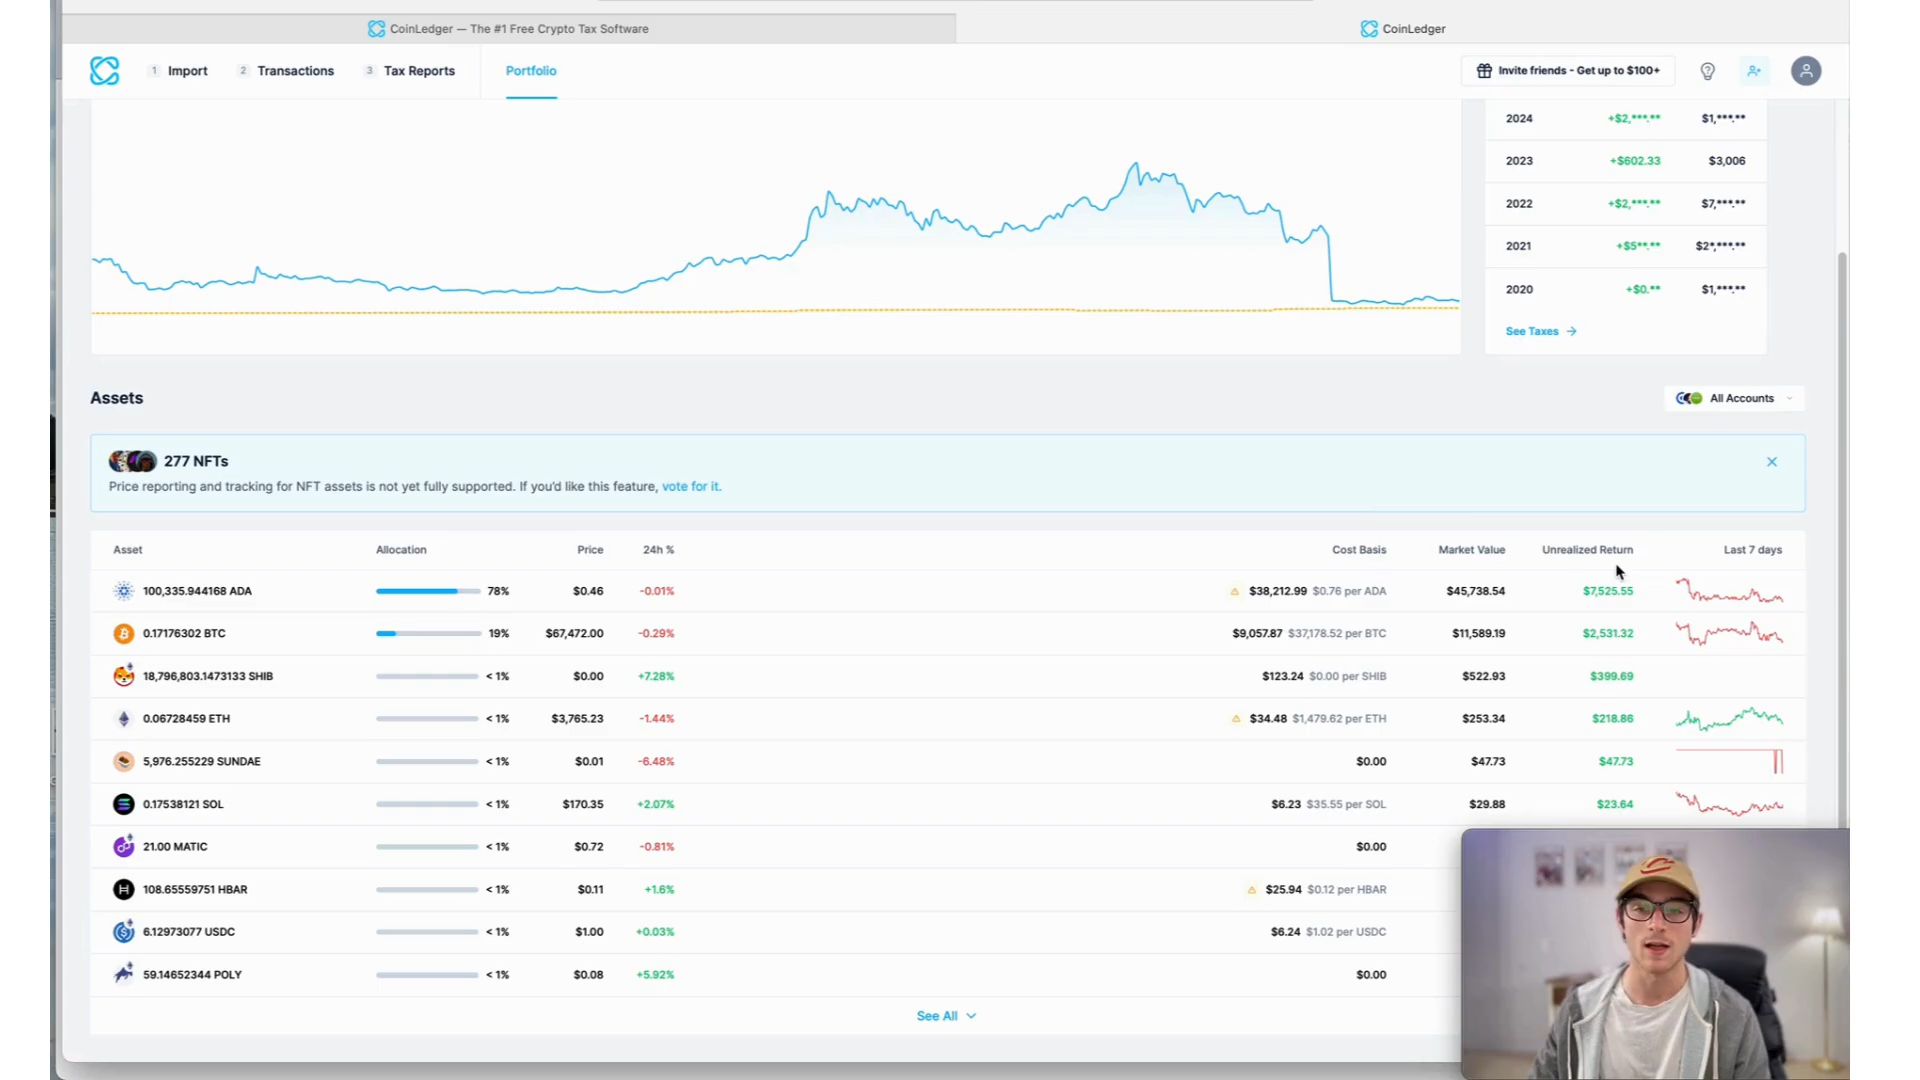 CoinLedger — The #1 Free Crypto Tax Software
CoinLedger
1 Import
2 Transactions
3 Tax Reports
Portfolio
Invite friends - Get up to $100+
2024 +$2,***.** $1,***.**
2023 +$602.33 $3,006
2022 +$2,***.** $7,***.**
2021 +$5**.** $2*,***.**
2020 +$0.** $1,***.**
See Taxes →
Assets
All Accounts
277 NFTs
Price reporting and tracking for NFT assets is not yet fully supported. If you'd like this feature, vote for it.
Asset Allocation Price 24h % Cost Basis Market Value Unrealized Return Last 7 days
100,335.944168 ADA 78% $0.46 -0.01% $38,212.99 $0.76 per ADA $45,738.54 $7,525.55
0.17176302 BTC 19% $67,472.00 -0.29% $9,057.87 $37,178.52 per BTC $11,589.19 $2,531.32
18,796,803.1473133 SHIB < 1% $0.00 +7.28% $123.24 $0.00 per SHIB $522.93 $399.69
0.06728459 ETH < 1% $3,765.23 -1.44% $34.48 $1,479.62 per ETH $253.34 $218.86
5,976.255229 SUNDAE < 1% $0.01 -6.48% $0.00 $47.73 $47.73
0.17538121 SOL < 1% $170.35 +2.07% $6.23 $35.55 per SOL $29.88 $23.64
21.00 MATIC < 1% $0.72 -0.81% $0.00
108.65559751 HBAR < 1% $0.11 +1.6% $25.94 $0.12 per HBAR
6.12973077 USDC < 1% $1.00 +0.03% $6.24 $1.02 per USDC
59.14652344 POLY < 1% $0.08 +5.92% $0.00
See All